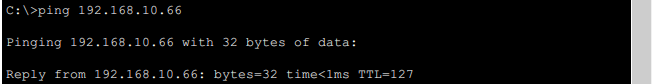 C:\>ping 192.168.10.66
Pinging 192.168.10.66 with 32 bytes of data:
Reply from 192.168.10.66: bytes=32 time<1ms TTL=127